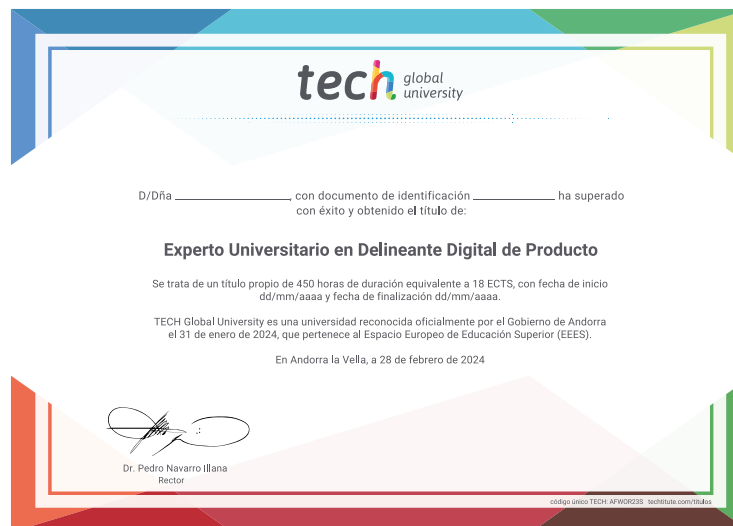 tech global university
D/Dña ____________________, con documento de identificación ______________ ha superado
con éxito y obtenido el título de:
Experto Universitario en Delineante Digital de Producto
Se trata de un título propio de 450 horas de duración equivalente a 18 ECTS, con fecha de inicio
dd/mm/aaaa y fecha de finalización dd/mm/aaaa.
TECH Global University es una universidad reconocida oficialmente por el Gobierno de Andorra
el 31 de enero de 2024, que pertenece al Espacio Europeo de Educación Superior (EEES).
En Andorra la Vella, a 28 de febrero de 2024
Dr. Pedro Navarro Illana
Rector
código único TECH: AFWOR23S techtitute.com/titulos